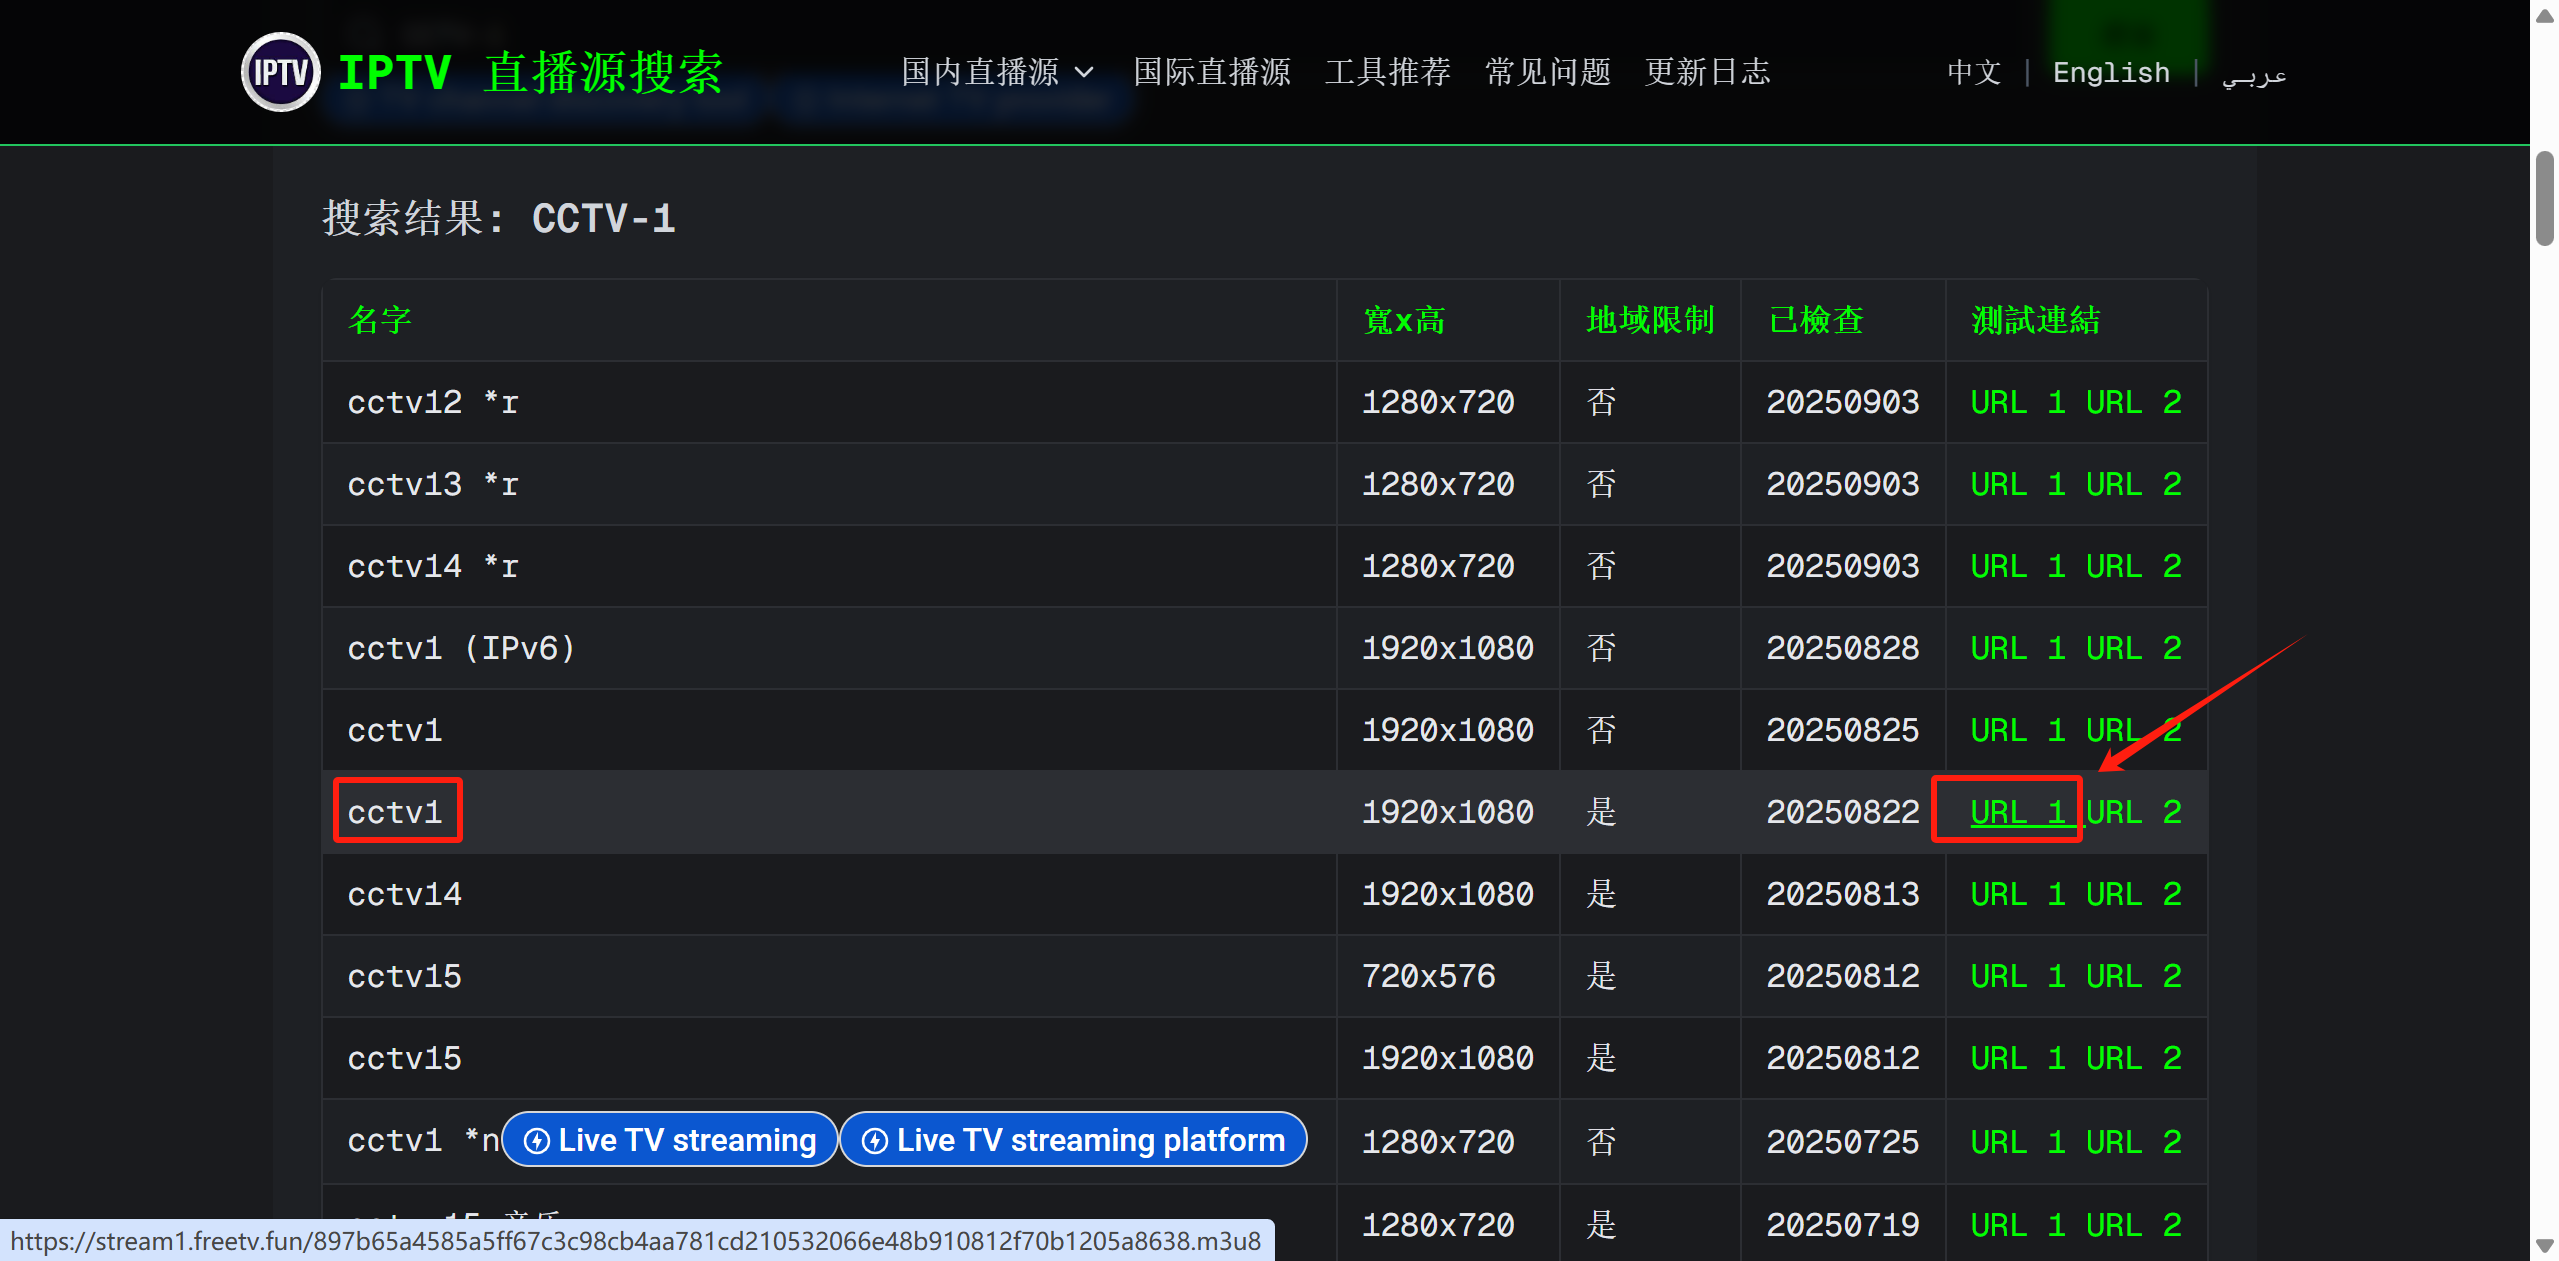 IPTV IPTV 直播源搜索 国内直播源 国际直播源 工具推荐 常见问题 更新日志 中文 | English | عربي
搜索结果: CCTV-1
名字 寬x高 地域限制 已檢查 測試連結
cctv12 *r 1280x720 否 20250903 URL 1 URL 2
cctv13 *r 1280x720 否 20250903 URL 1 URL 2
cctv14 *r 1280x720 否 20250903 URL 1 URL 2
cctv1 (IPv6) 1920x1080 否 20250828 URL 1 URL 2
cctv1 1920x1080 否 20250825 URL 1 URL 2
cctv1 1920x1080 是 20250822 URL 1 URL 2
cctv14 1920x1080 是 20250813 URL 1 URL 2
cctv15 720x576 是 20250812 URL 1 URL 2
cctv15 1920x1080 是 20250812 URL 1 URL 2
cctv1 *n Live TV streaming Live TV streaming platform 1280x720 否 20250725 URL 1 URL 2
1280x720 是 20250719 URL 1 URL 2
https://stream1.freetv.fun/897b65a4585a5ff67c3c98cb4aa781cd210532066e48b910812f70b1205a8638.m3u8